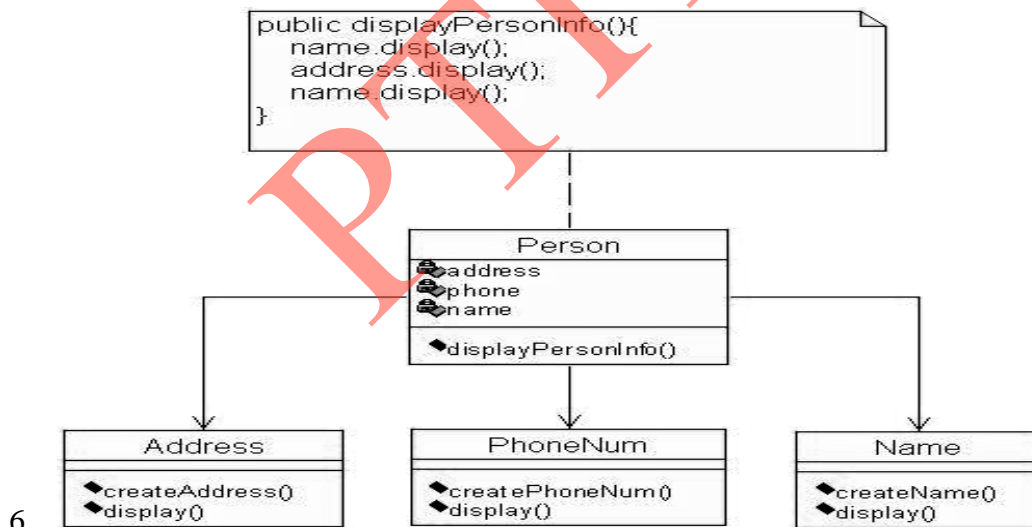 public displayPersonInfo(){
name.display();
address.display();
name.display();
}
PTIT
Person
address
phone
name
displayPersonInfo()
Address
createAddress()
display()
PhoneNum
createPhoneNum()
display()
Name
createName()
display()
6